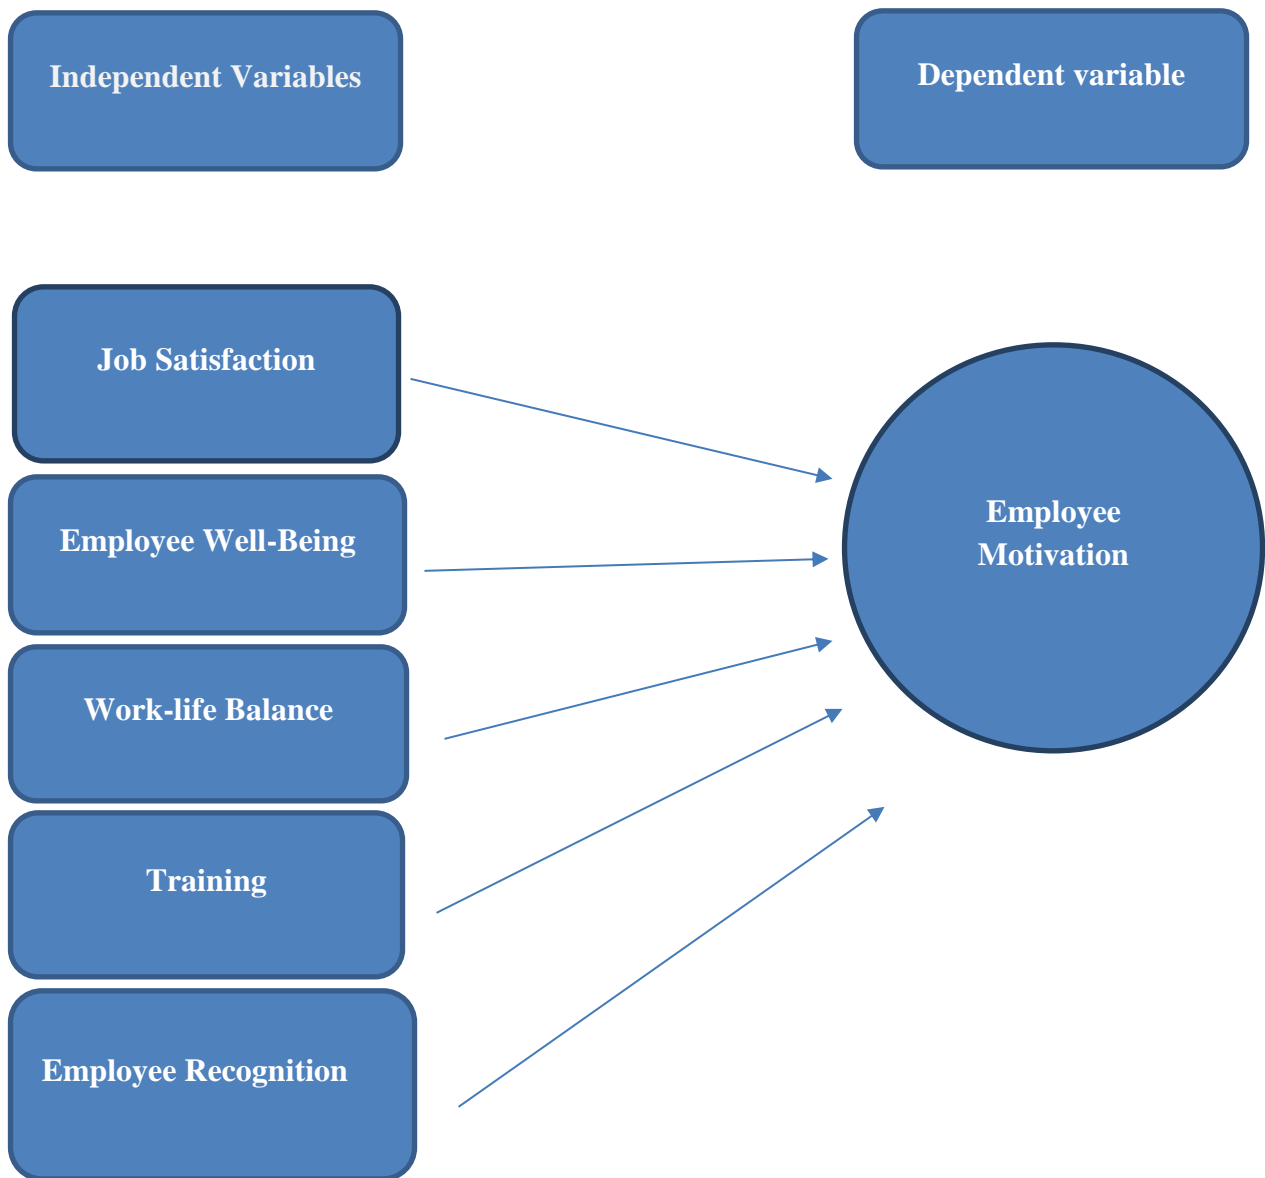 Independent Variables
Dependent variable
Job Satisfaction
Employee Well-Being
Work-life Balance
Training
Employee Recognition
Employee
Motivation